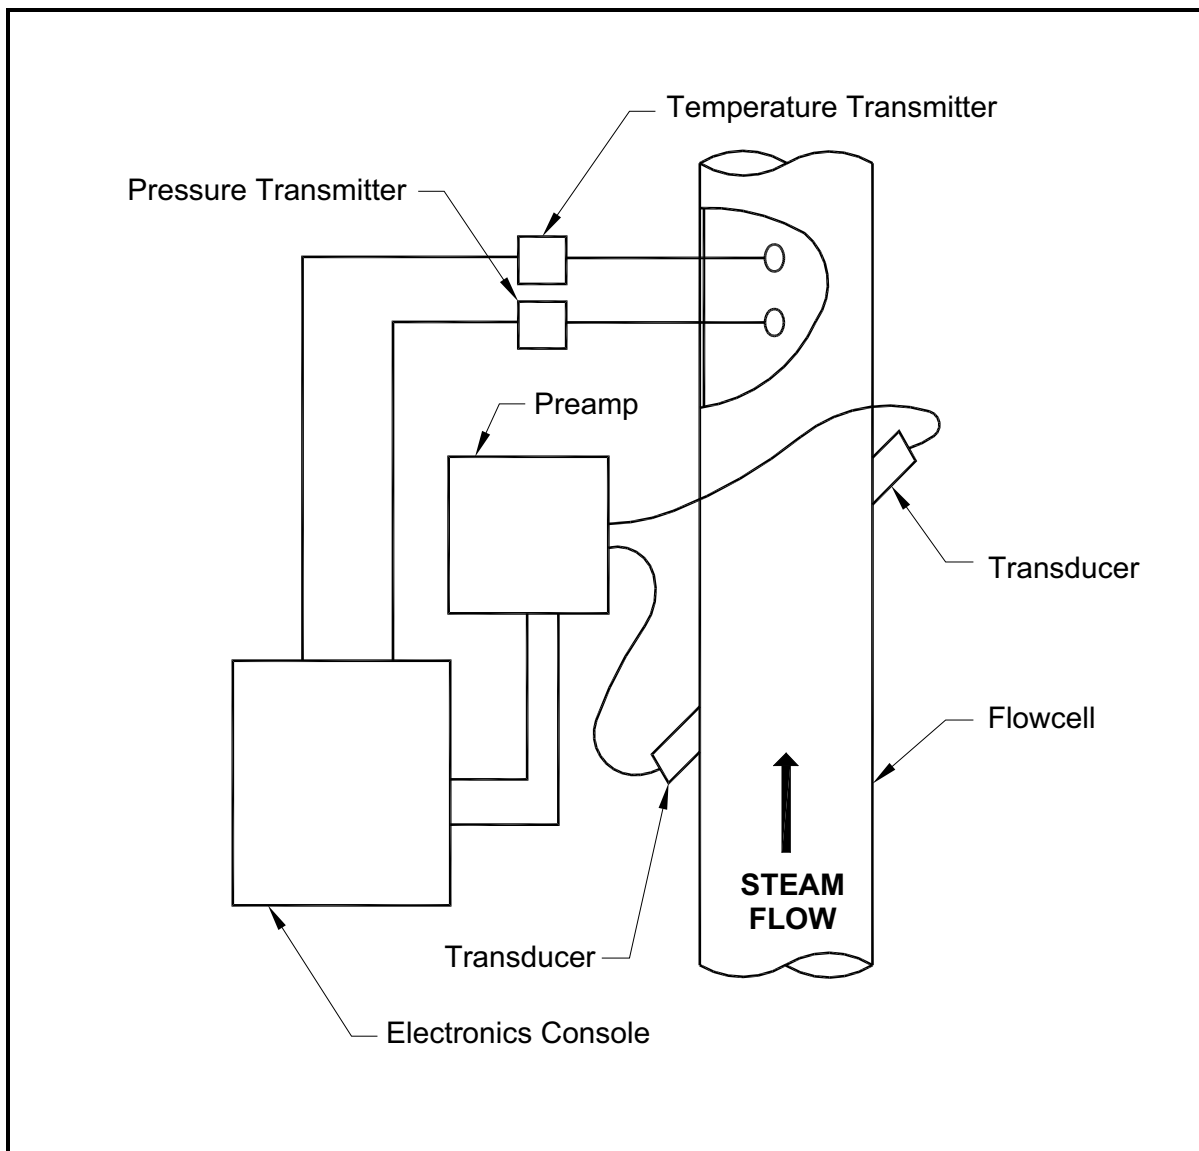 Temperature Transmitter
Pressure Transmitter
Preamp
Transducer
Flowcell
STEAM
FLOW
Transducer
Electronics Console